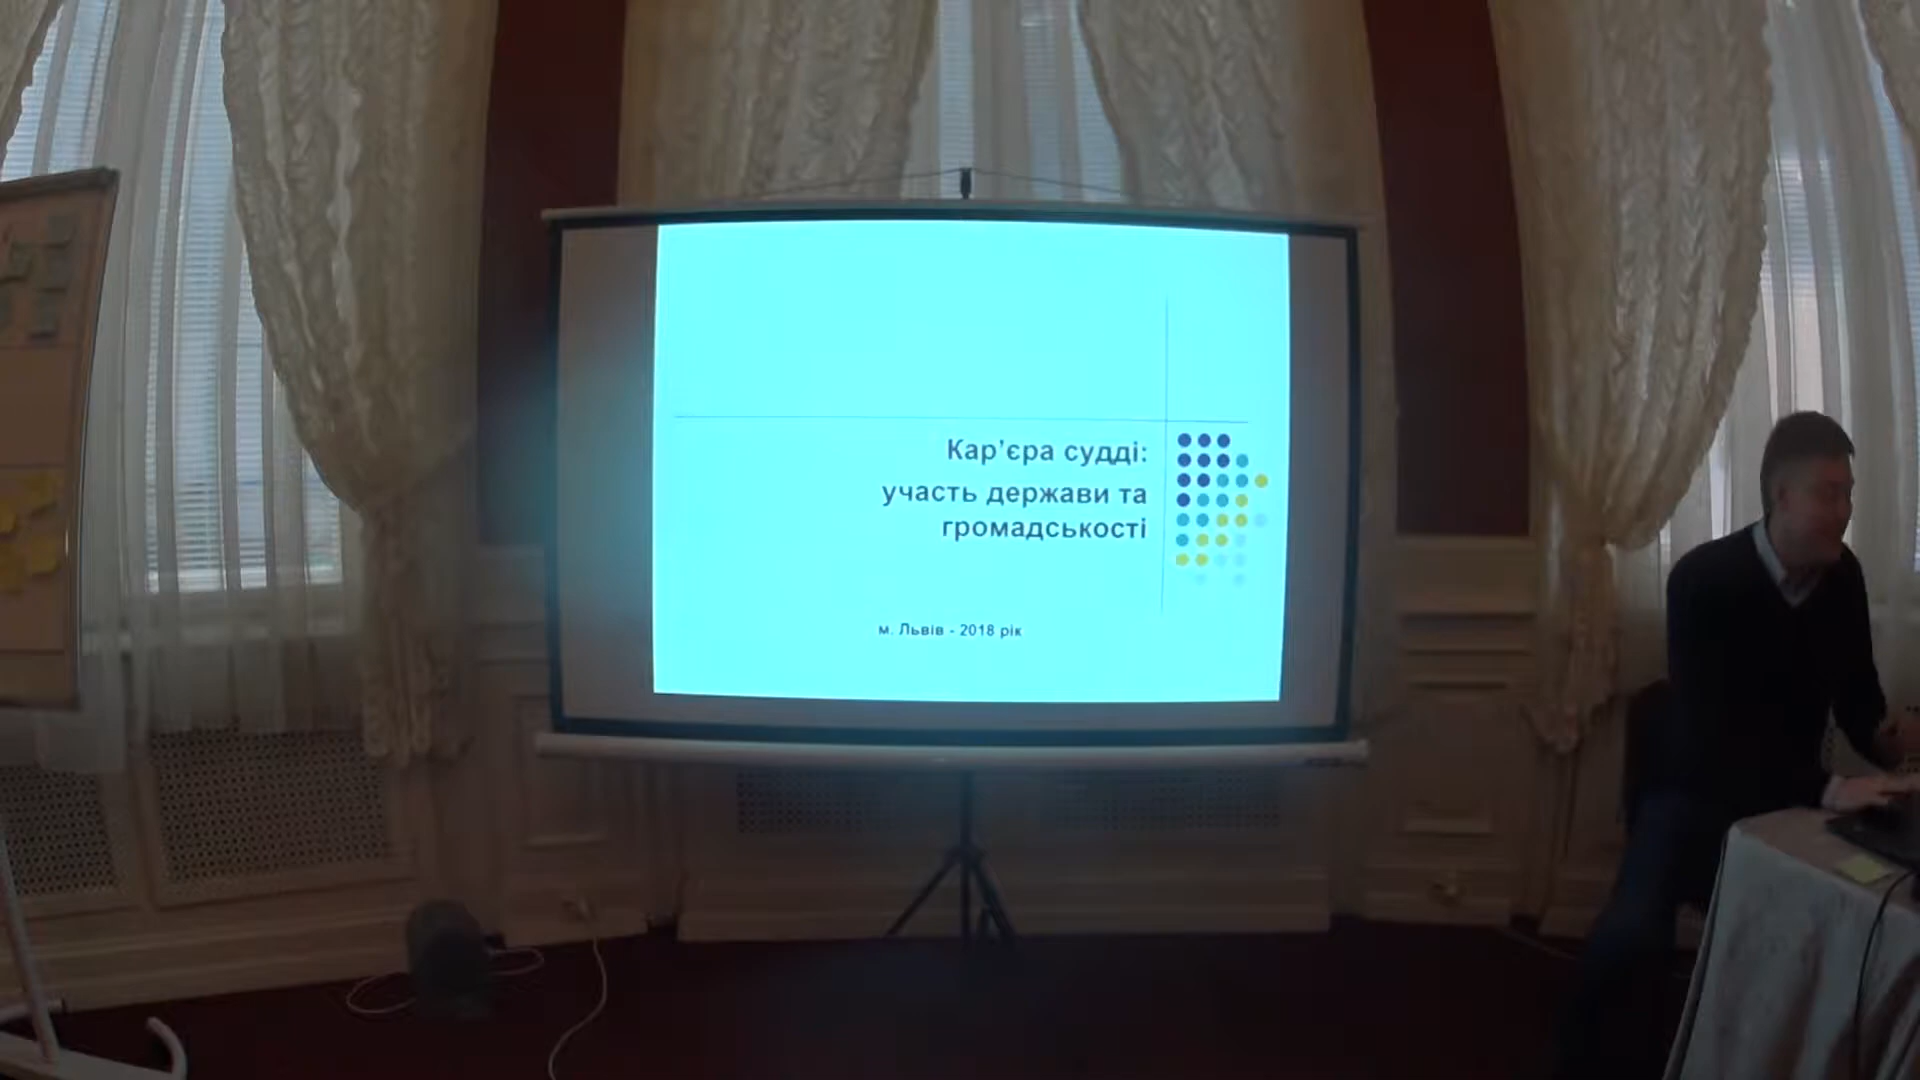 Кар’єра судді:
участь держави та
громадськості
м. Львів - 2018 рік